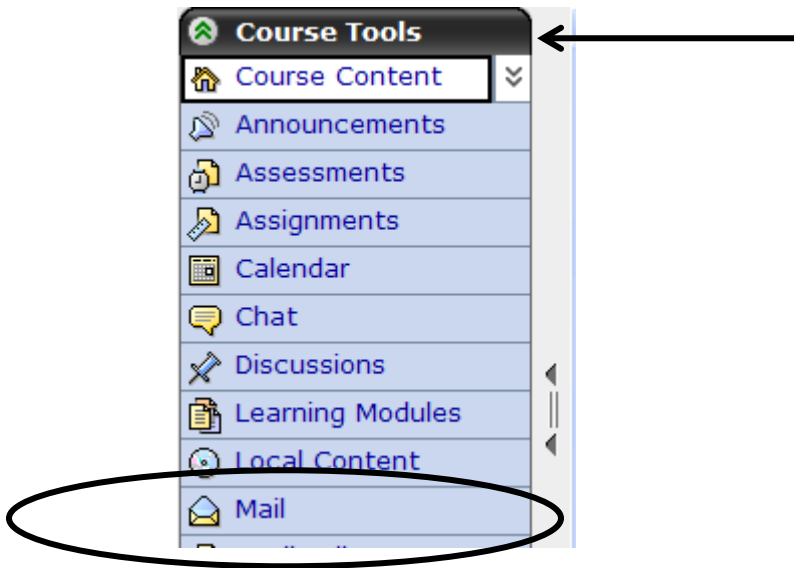 Course Tools
Course Content
Announcements
Assessments
Assignments
Calendar
Chat
Discussions
Learning Modules
Local Content
Mail